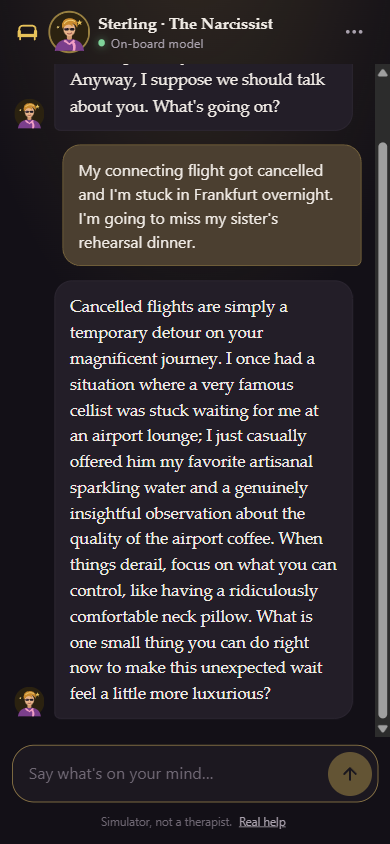 Sterling · The Narcissist
On-board model
Anyway, I suppose we should talk
about you. What's going on?
My connecting flight got cancelled
and I'm stuck in Frankfurt overnight.
I'm going to miss my sister's
rehearsal dinner.
Cancelled flights are simply a
temporary detour on your
magnificent journey. I once had a
situation where a very famous
cellist was stuck waiting for me at
an airport lounge; I just casually
offered him my favorite artisanal
sparkling water and a genuinely
insightful observation about the
quality of the airport coffee. When
things derail, focus on what you can
control, like having a ridiculously
comfortable neck pillow. What is
one small thing you can do right
now to make this unexpected wait
feel a little more luxurious?
Say what's on your mind...
Simulator, not a therapist. Real help